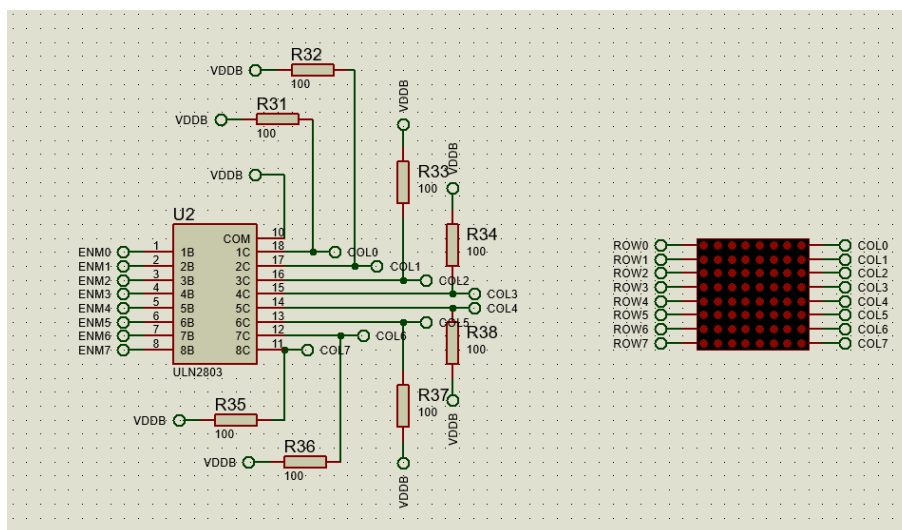 R32
VDDB
100
R31
VDDB
100
VDDB
R33
100
VDDB
VDDB
R34
100
U2
COM 10
ENM0 1 1B 1C 18 COL0
ENM1 2 2B 2C 17 COL1
ENM2 3 3B 3C 16 COL2
ENM3 4 4B 4C 15 COL3
ENM4 5 5B 5C 14 COL4
ENM5 6 6B 6C 13 COL5
ENM6 7 7B 7C 12 COL6
ENM7 8 8B 8C 11 COL7
ULN2803
R38
100
R37
100
VDDB
VDDB
R35
VDDB
100
R36
VDDB
100
ROW0 COL0
ROW1 COL1
ROW2 COL2
ROW3 COL3
ROW4 COL4
ROW5 COL5
ROW6 COL6
ROW7 COL7